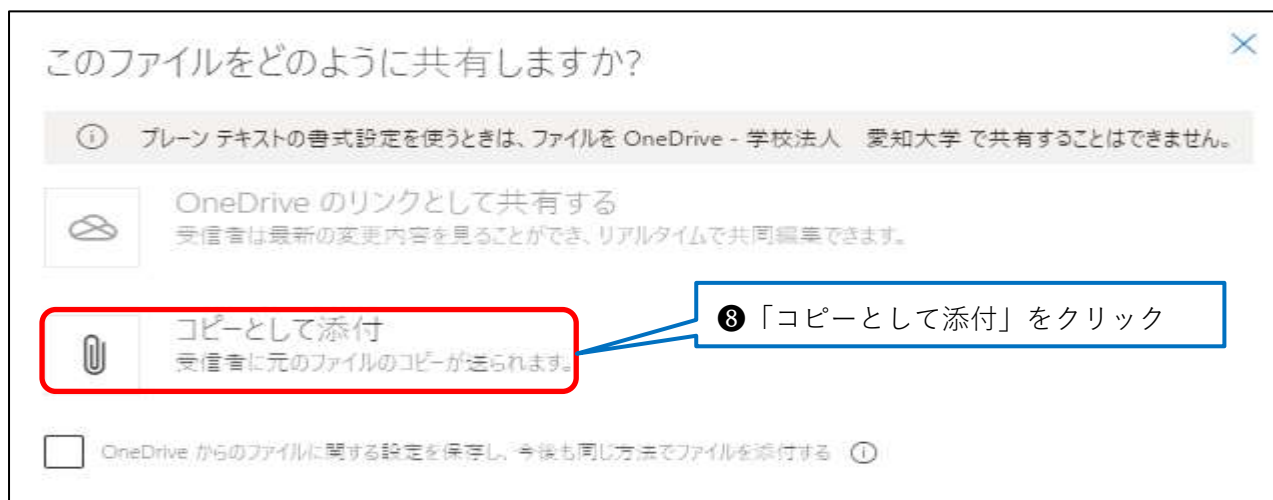 このファイルをどのように共有しますか?
プレーン テキストの書式設定を使うときは、ファイルを OneDrive - 学校法人　愛知大学 で共有することはできません。
OneDrive のリンクとして共有する
受信者は最新の変更内容を見ることができ、リアルタイムで共同編集できます。
❽「コピーとして添付」をクリック
コピーとして添付
受信者に元のファイルのコピーが送られます。
OneDrive からのファイルに関する設定を保存し、今後も同じ方法でファイルを添付する